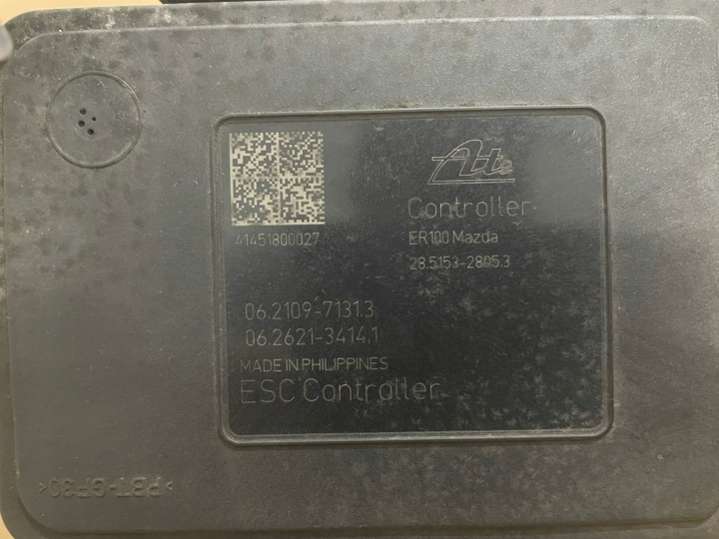 Ate
Controller
41451800027
ER100 Mazda
28.5153-2805.3
06.2109-7131.3
06.2621-3414.1
MADE IN PHILIPPINES
ESC Controller
>PBT-GF30<